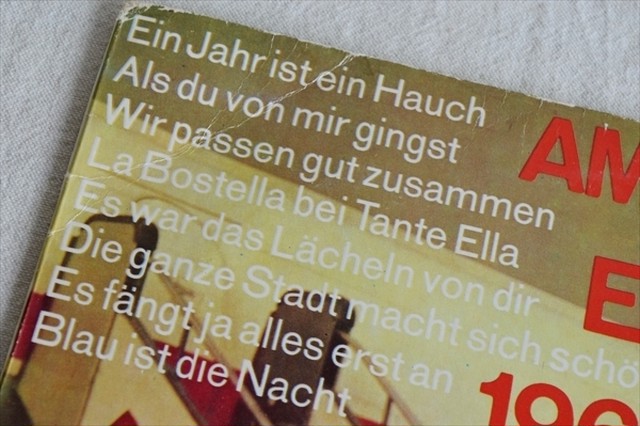 Ein Jahr ist ein Hauch
Als du von mir gingst
Wir passen gut zusammen
La Bostella bei Tante Ella
Es war das Lächeln von dir
Die ganze Stadt macht sich schö
Es fängt ja alles erst an
Blau ist die Nacht
AM
E
196